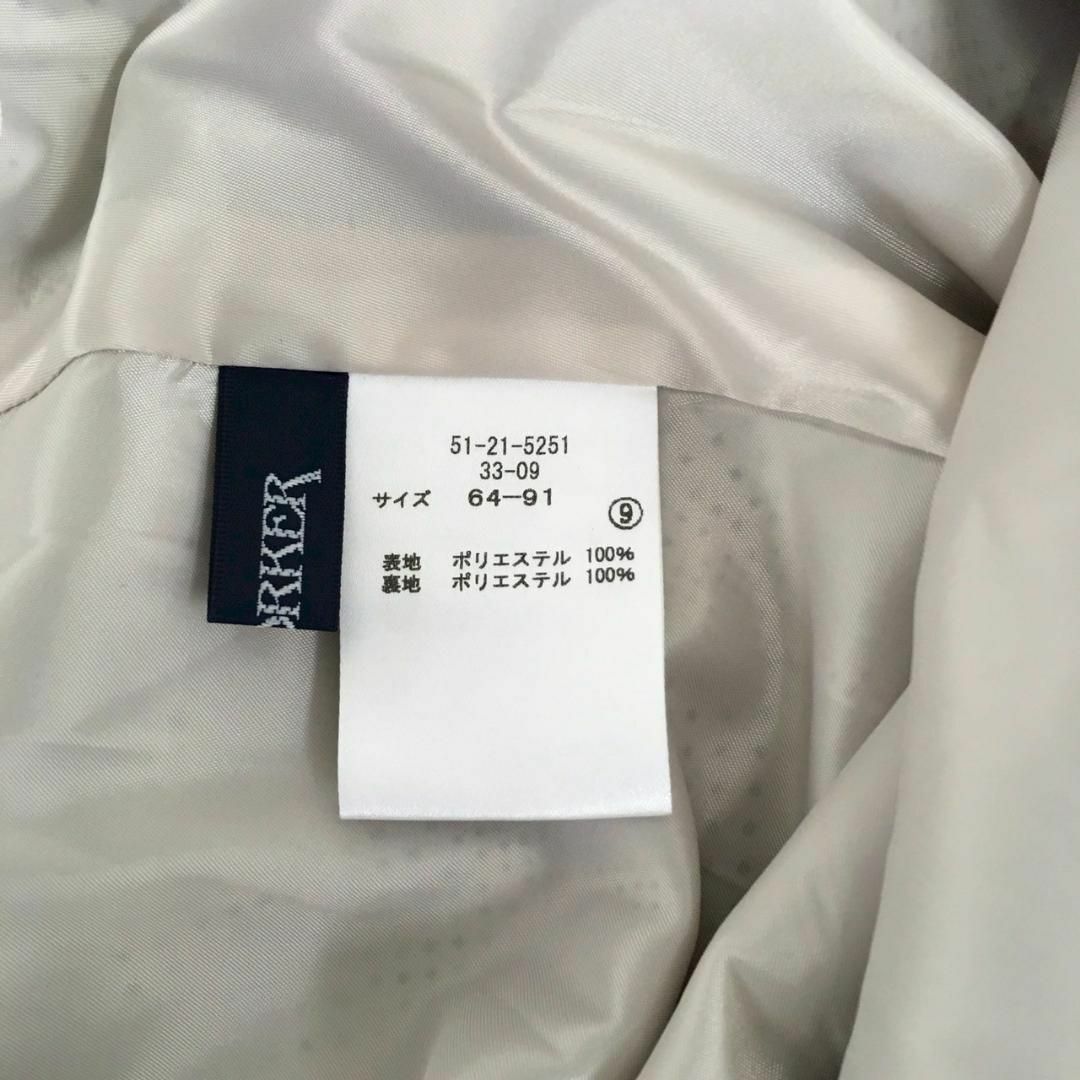 ORKER
51-21-5251
33-09
サイズ 64-91
⑨
表地 ポリエステル 100%
裏地 ポリエステル 100%